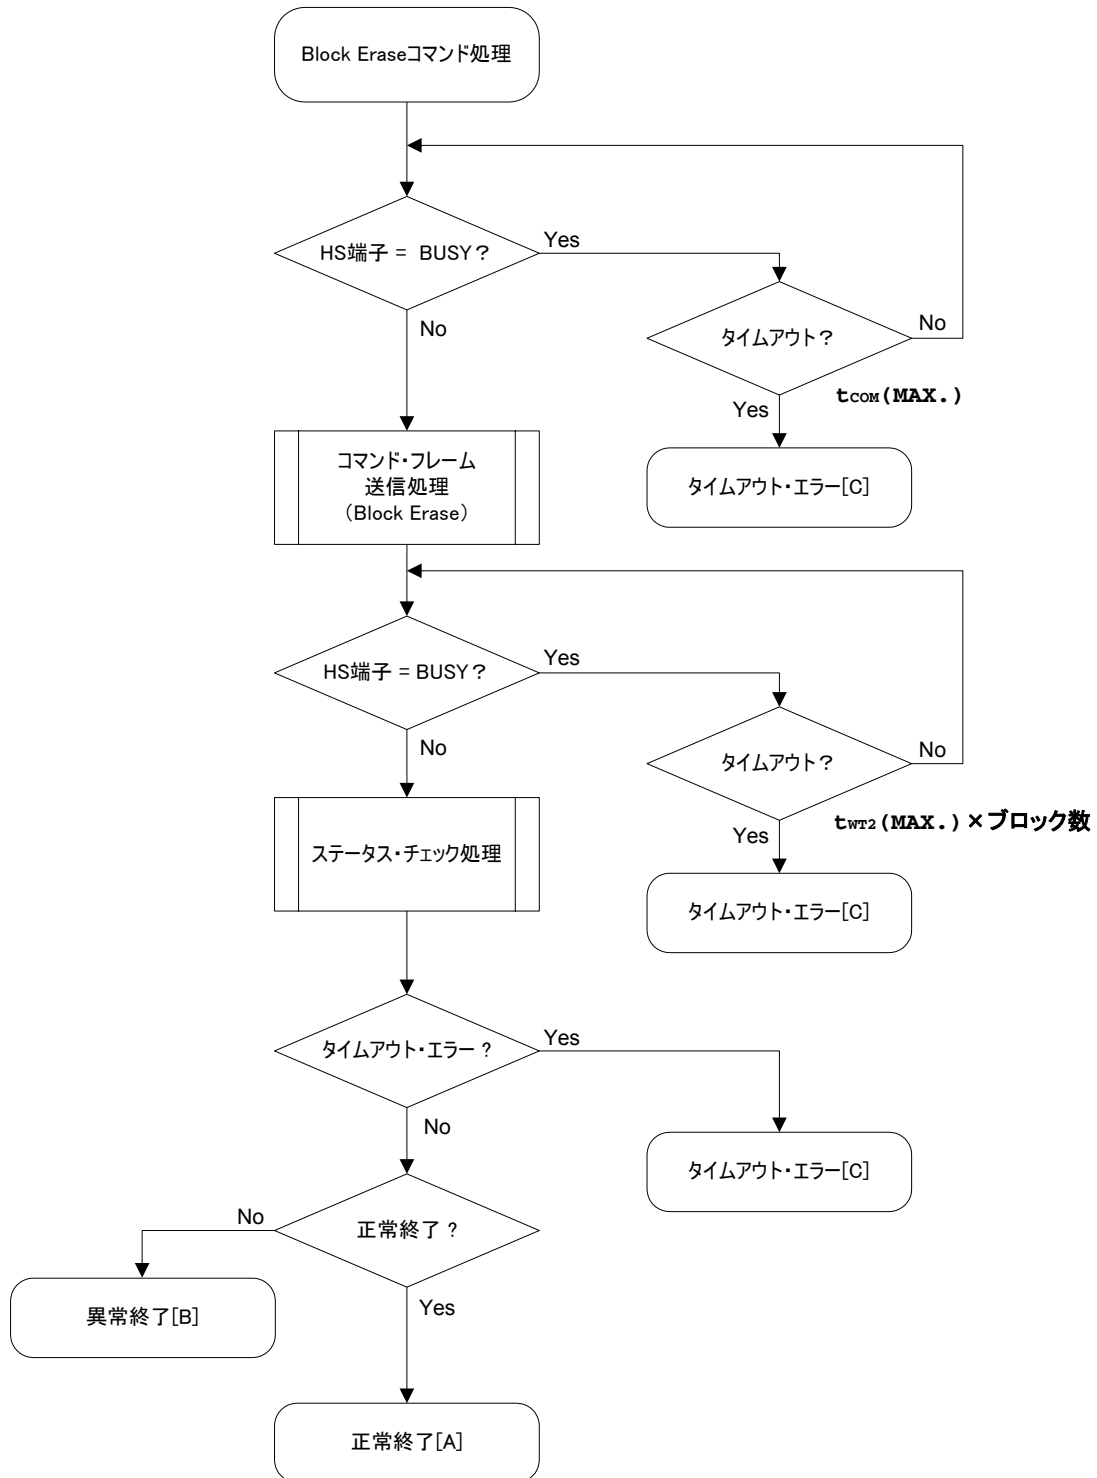 Block Eraseコマンド処理
HS端子 = BUSY?
Yes
No
タイムアウト?
No
tCOM(MAX.)
Yes
コマンド・フレーム
送信処理
(Block Erase)
タイムアウト・エラー[C]
HS端子 = BUSY?
Yes
No
タイムアウト?
No
tWT2(MAX.)×ブロック数
Yes
ステータス・チェック処理
タイムアウト・エラー[C]
タイムアウト・エラー?
Yes
No
タイムアウト・エラー[C]
正常終了?
No
Yes
異常終了[B]
正常終了[A]